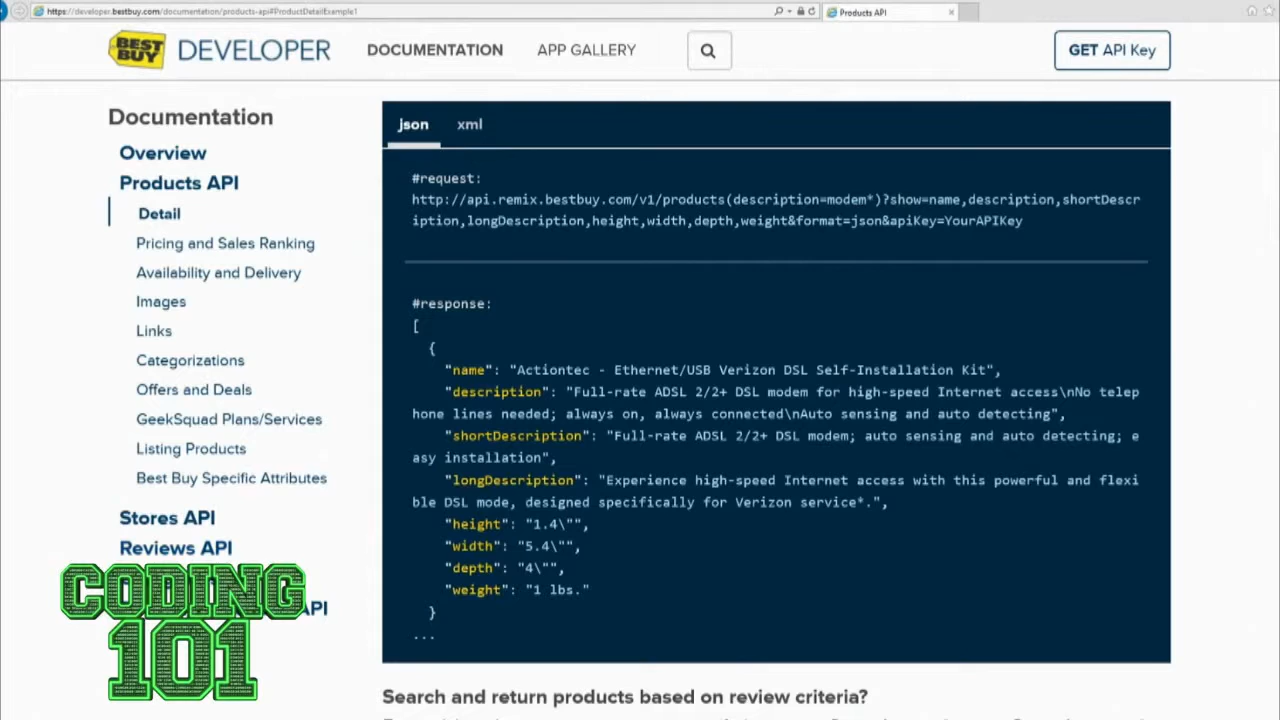 https://developer.bestbuy.com/documentation/products-api#ProductDetailExample1
Products API
BEST BUY DEVELOPER
DOCUMENTATION
APP GALLERY
GET API Key
Documentation
Overview
Products API
Detail
Pricing and Sales Ranking
Availability and Delivery
Images
Links
Categorizations
Offers and Deals
GeekSquad Plans/Services
Listing Products
Best Buy Specific Attributes
Stores API
Reviews API
API
CODING
101
json
xml
#request:
http://api.remix.bestbuy.com/v1/products(description=modem*)?show=name,description,shortDescr
iption,longDescription,height,width,depth,weight&format=json&apiKey=YourAPIKey
#response:
[
{
"name": "Actiontec - Ethernet/USB Verizon DSL Self-Installation Kit",
"description": "Full-rate ADSL 2/2+ DSL modem for high-speed Internet access\nNo telep
hone lines needed; always on, always connected\nAuto sensing and auto detecting",
"shortDescription": "Full-rate ADSL 2/2+ DSL modem; auto sensing and auto detecting; e
asy installation",
"longDescription": "Experience high-speed Internet access with this powerful and flexi
ble DSL mode, designed specifically for Verizon service*.",
"height": "1.4\"",
"width": "5.4\"",
"depth": "4\"",
"weight": "1 lbs."
}
...
Search and return products based on review criteria?